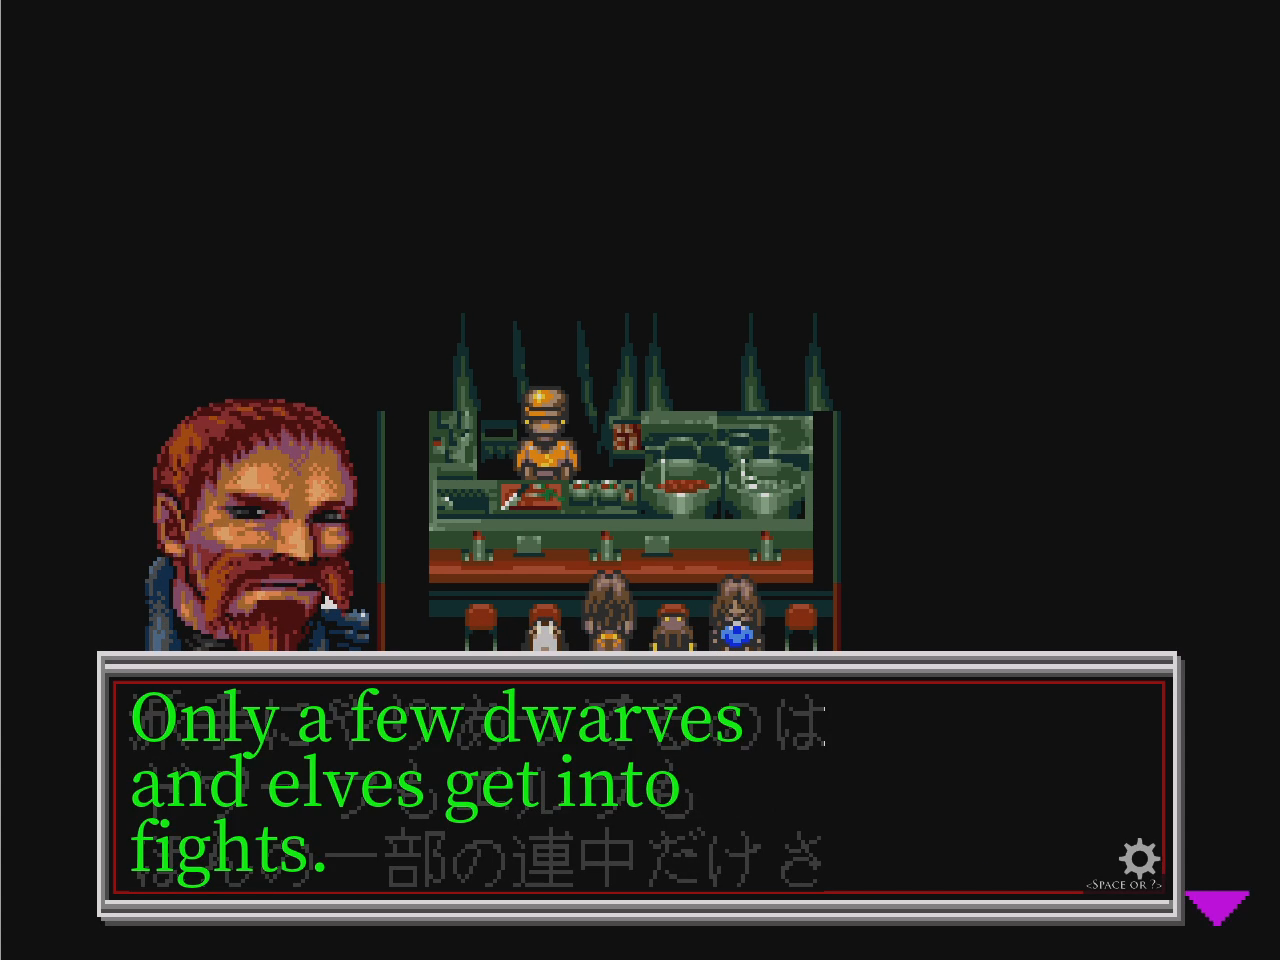 Only a few dwarves
and elves get into
fights.
一部の連中だけさ
<SPACE OR ?>